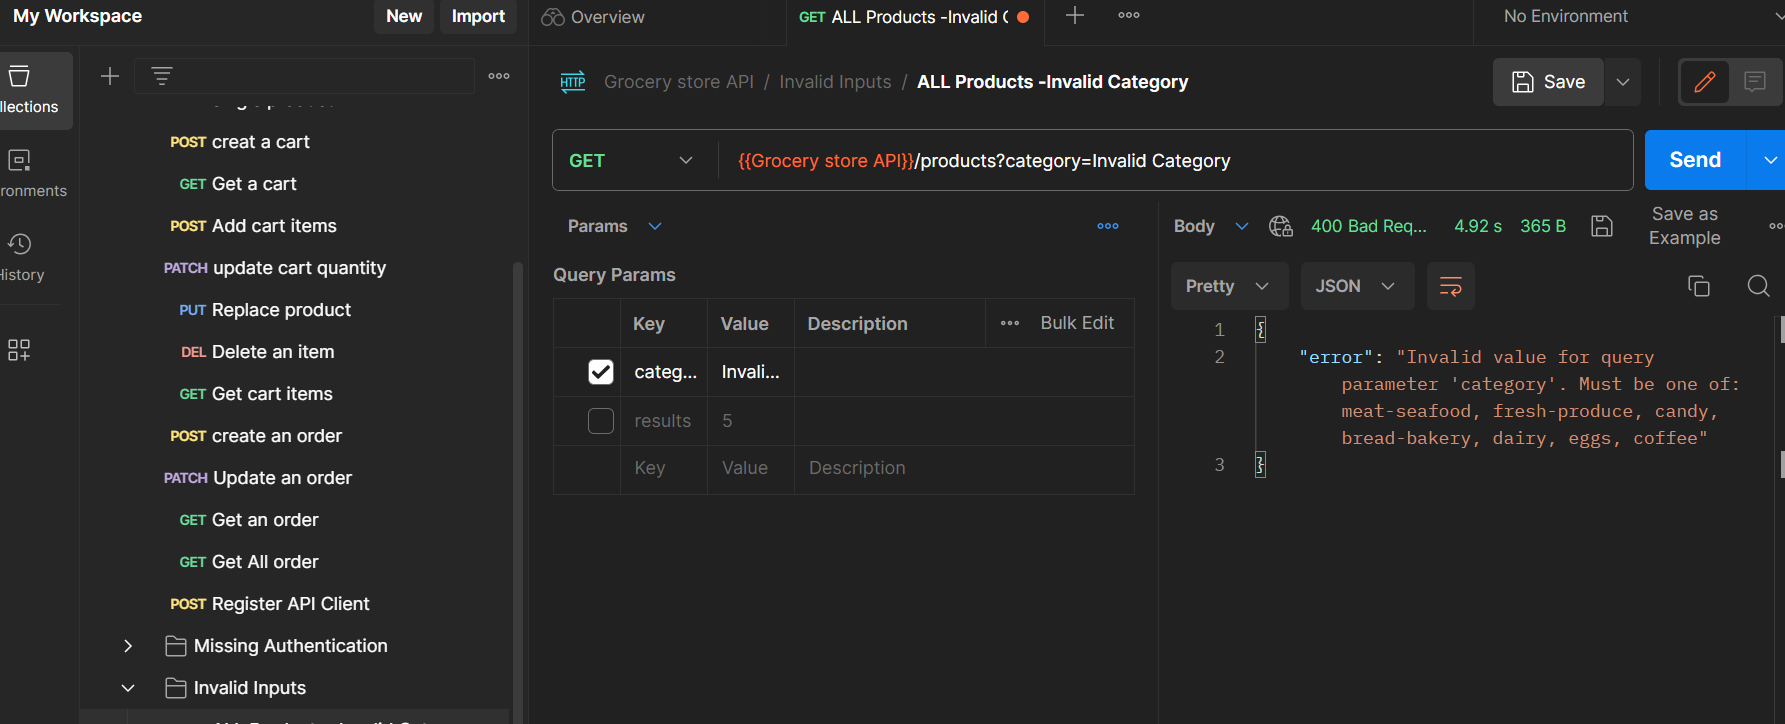 My Workspace
New
Import
Overview
GET ALL Products -Invalid C
No Environment
llections
Grocery store API / Invalid Inputs / ALL Products -Invalid Category
Save
POST creat a cart
GET Get a cart
POST Add cart items
PATCH update cart quantity
PUT Replace product
DEL Delete an item
GET Get cart items
POST create an order
PATCH Update an order
GET Get an order
GET Get All order
POST Register API Client
Missing Authentication
Invalid Inputs
ronments
History
GET
{{Grocery store API}}/products?category=Invalid Category
Send
Params
Query Params
Key Value Description Bulk Edit
categ... Invali...
results 5
Key Value Description
Body
HTTP
400 Bad Req... 4.92 s 365 B
Save as
Example
Pretty
JSON
1 {
2 "error": "Invalid value for query
parameter 'category'. Must be one of:
meat-seafood, fresh-produce, candy,
bread-bakery, dairy, eggs, coffee"
3 }